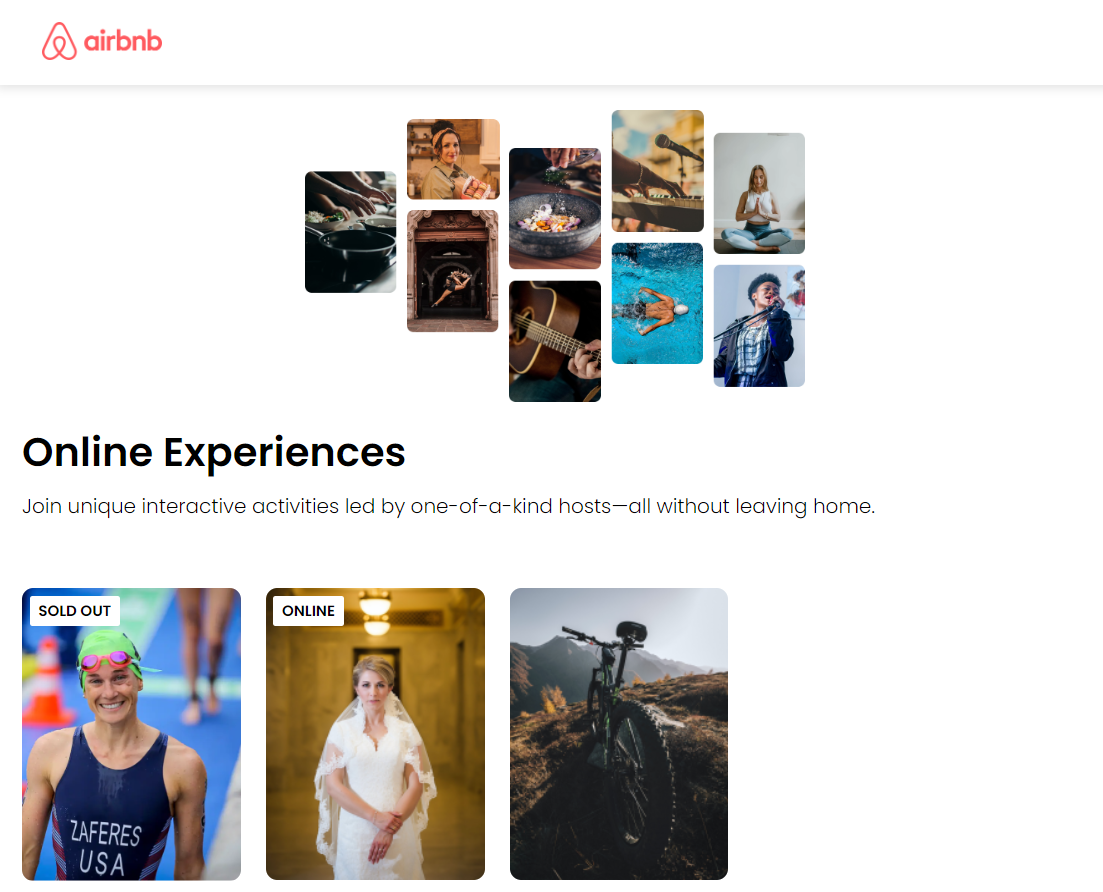 airbnb
Online Experiences
Join unique interactive activities led by one-of-a-kind hosts—all without leaving home.
SOLD OUT
ONLINE
ZAFERES
USA